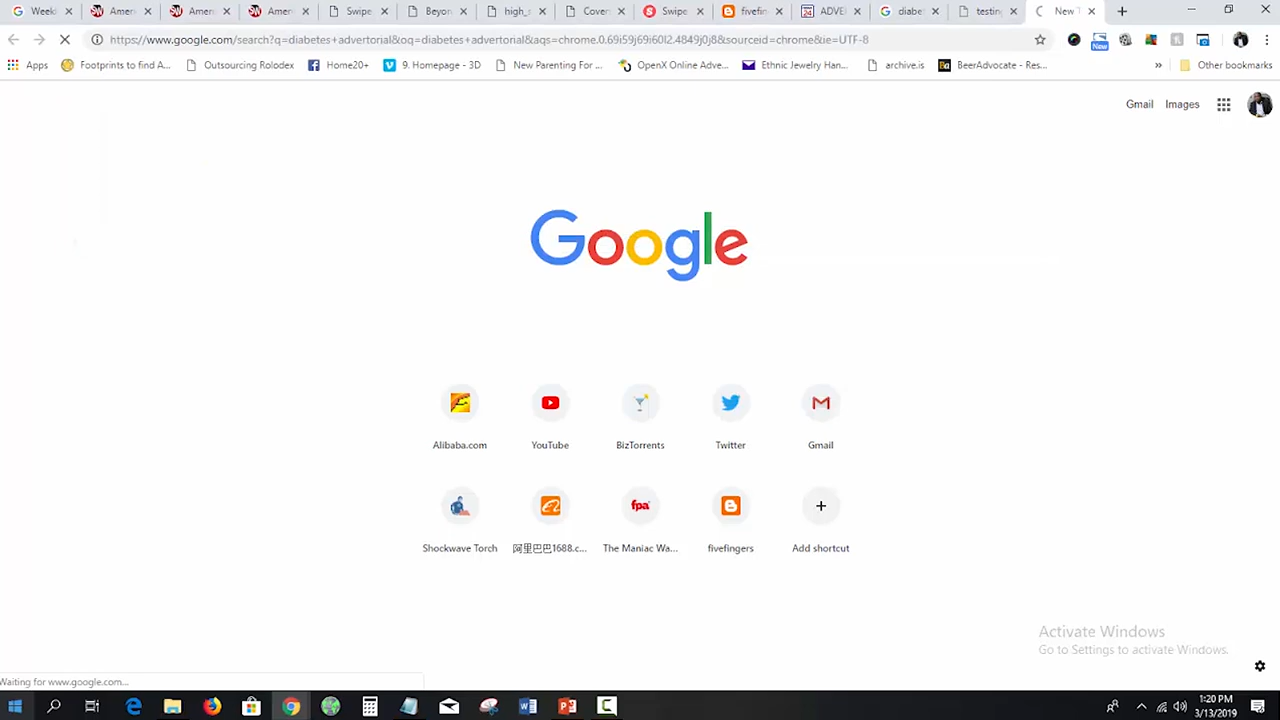 Weekl Ameri Ameri Ameri Swipe Beyon high_s Cover Swipe fivefin ADVEI diabet testing New T
https://www.google.com/search?q=diabetes+advertorial&oq=diabetes+advertorial&aqs=chrome.0.69i59j69i60l2.4849j0j8&sourceid=chrome&ie=UTF-8
New
Apps Footprints to find A... Outsourcing Rolodex Home20+ 9. Homepage - 3D New Parenting For ... OpenX Online Adve... Ethnic Jewelry Han... archive.is BeerAdvocate - Res... » Other bookmarks
Gmail Images
Google
Alibaba.com YouTube BizTorrents Twitter Gmail
fpa
Shockwave Torch 阿里巴巴1688.c... The Maniac Wa... fivefingers Add shortcut
Activate Windows
Go to Settings to activate Windows.
Waiting for www.google.com...
1:20 PM
3/13/2019